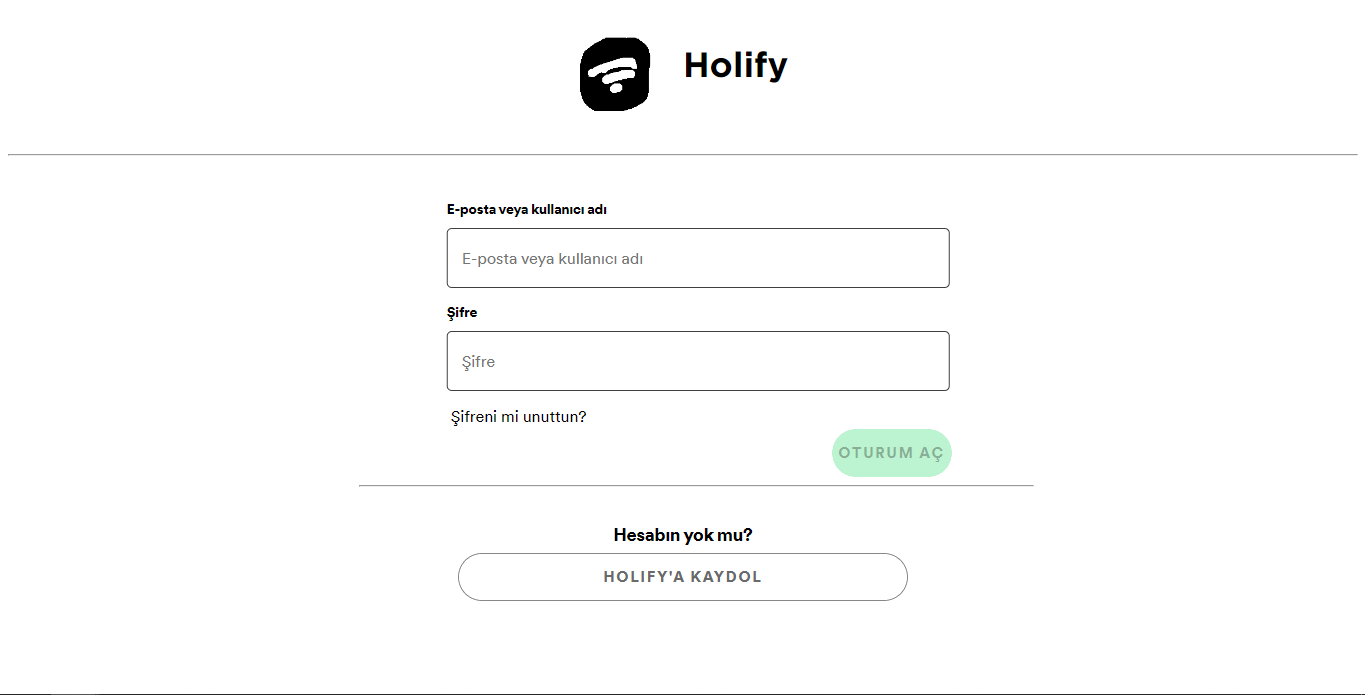 Holify
E-posta veya kullanıcı adı
E-posta veya kullanıcı adı
Şifre
Şifre
Şifreni mi unuttun?
OTURUM AÇ
Hesabın yok mu?
HOLIFY'A KAYDOL